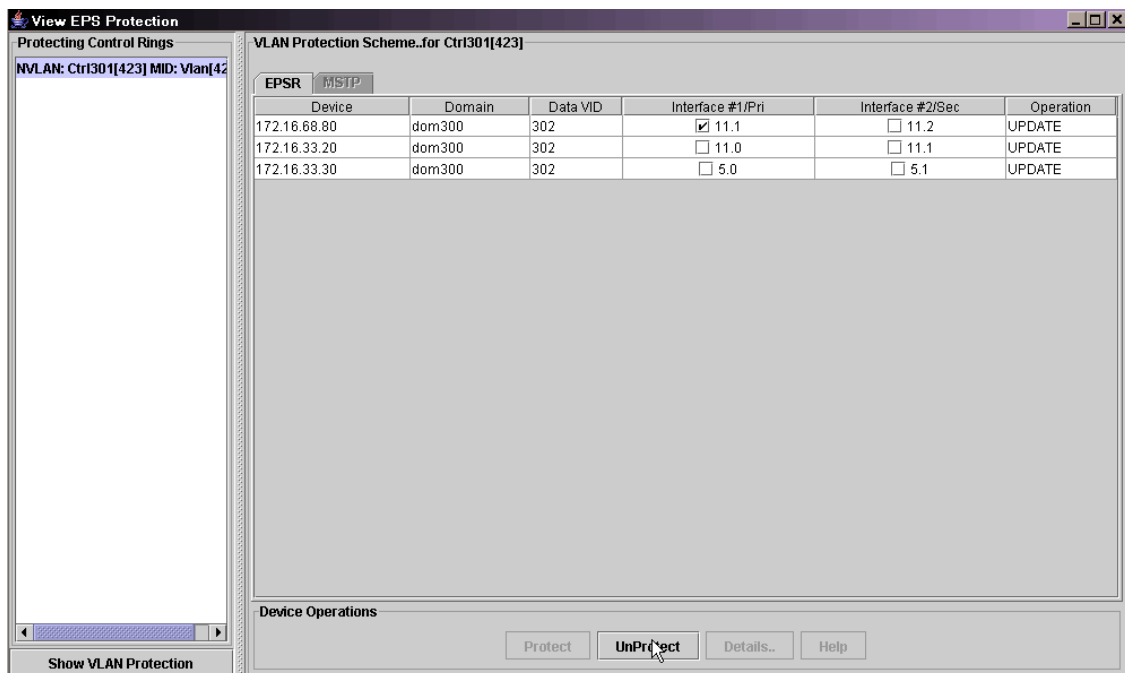 View EPS Protection
Protecting Control Rings
NVLAN: Ctrl301[423] MID: Vlan[42
Show VLAN Protection
VLAN Protection Scheme..for Ctrl301[423]
EPSR MSTP
Device Domain Data VID Interface #1/Pri Interface #2/Sec Operation
172.16.68.80 dom300 302 11.1 11.2 UPDATE
172.16.33.20 dom300 302 11.0 11.1 UPDATE
172.16.33.30 dom300 302 5.0 5.1 UPDATE
Device Operations
Protect UnProtect Details.. Help